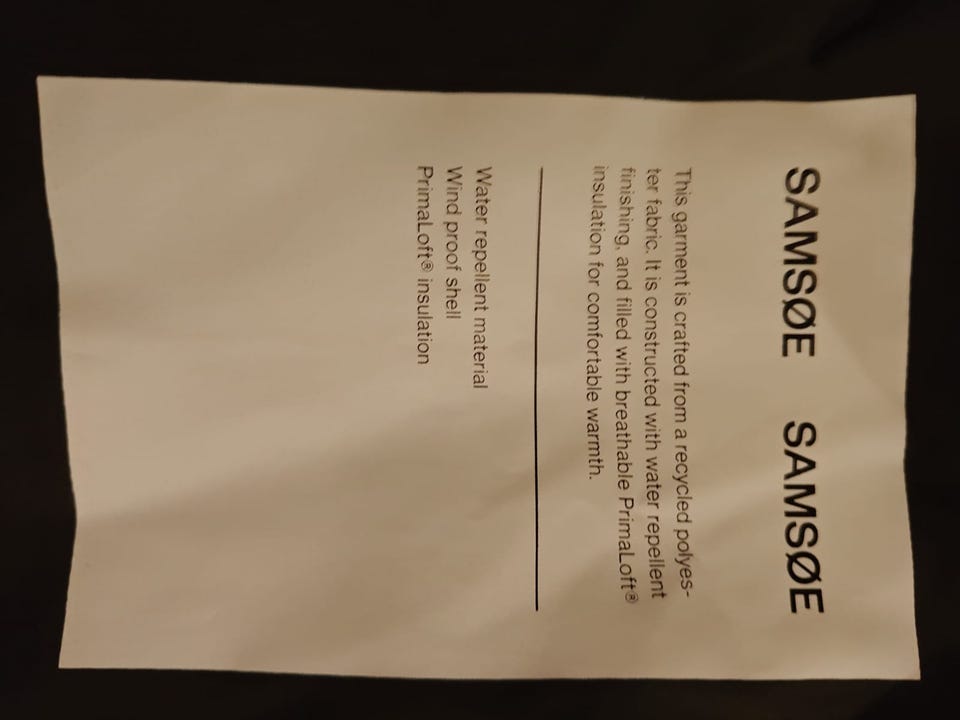 SAMSØE SAMSØE
This garment is crafted from a recycled polyes-
ter fabric. It is constructed with water repellent
finishing, and filled with breathable PrimaLoft®
insulation for comfortable warmth.
Water repellent material
Wind proof shell
PrimaLoft® insulation